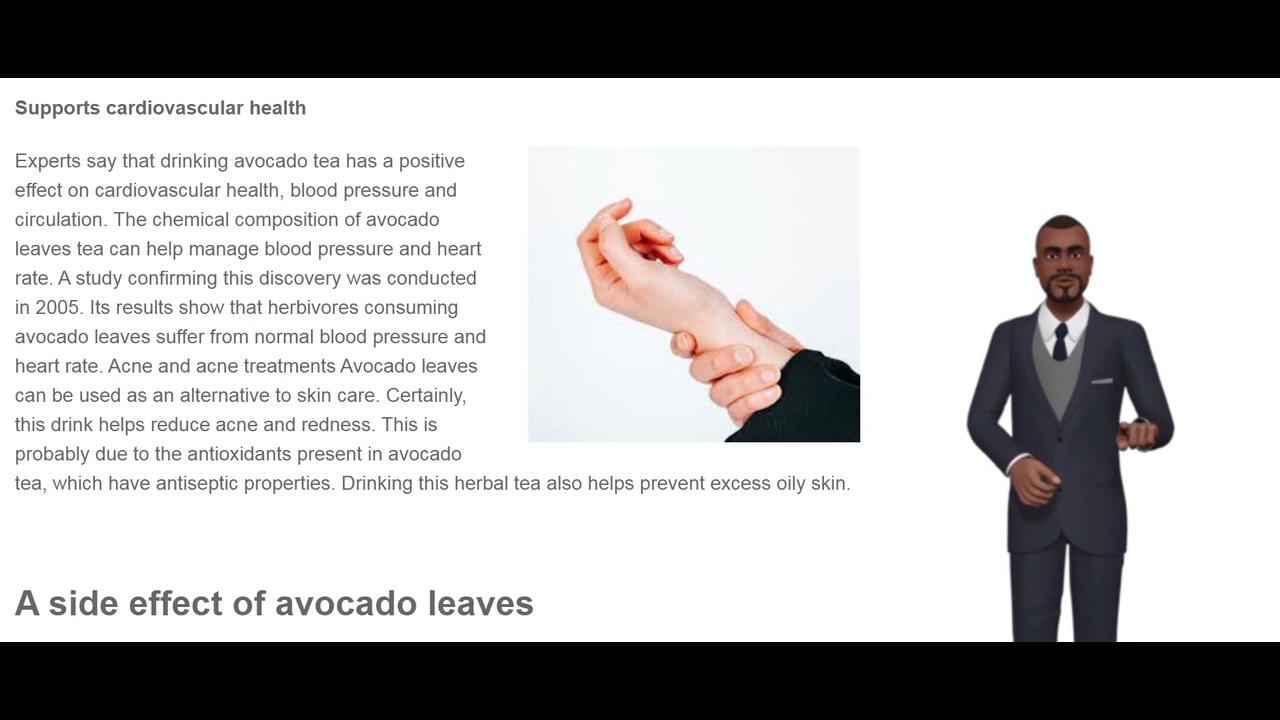 Supports cardiovascular health
Experts say that drinking avocado tea has a positive
effect on cardiovascular health, blood pressure and
circulation. The chemical composition of avocado
leaves tea can help manage blood pressure and heart
rate. A study confirming this discovery was conducted
in 2005. Its results show that herbivores consuming
avocado leaves suffer from normal blood pressure and
heart rate. Acne and acne treatments Avocado leaves
can be used as an alternative to skin care. Certainly,
this drink helps reduce acne and redness. This is
probably due to the antioxidants present in avocado
tea, which have antiseptic properties. Drinking this herbal tea also helps prevent excess oily skin.
A side effect of avocado leaves